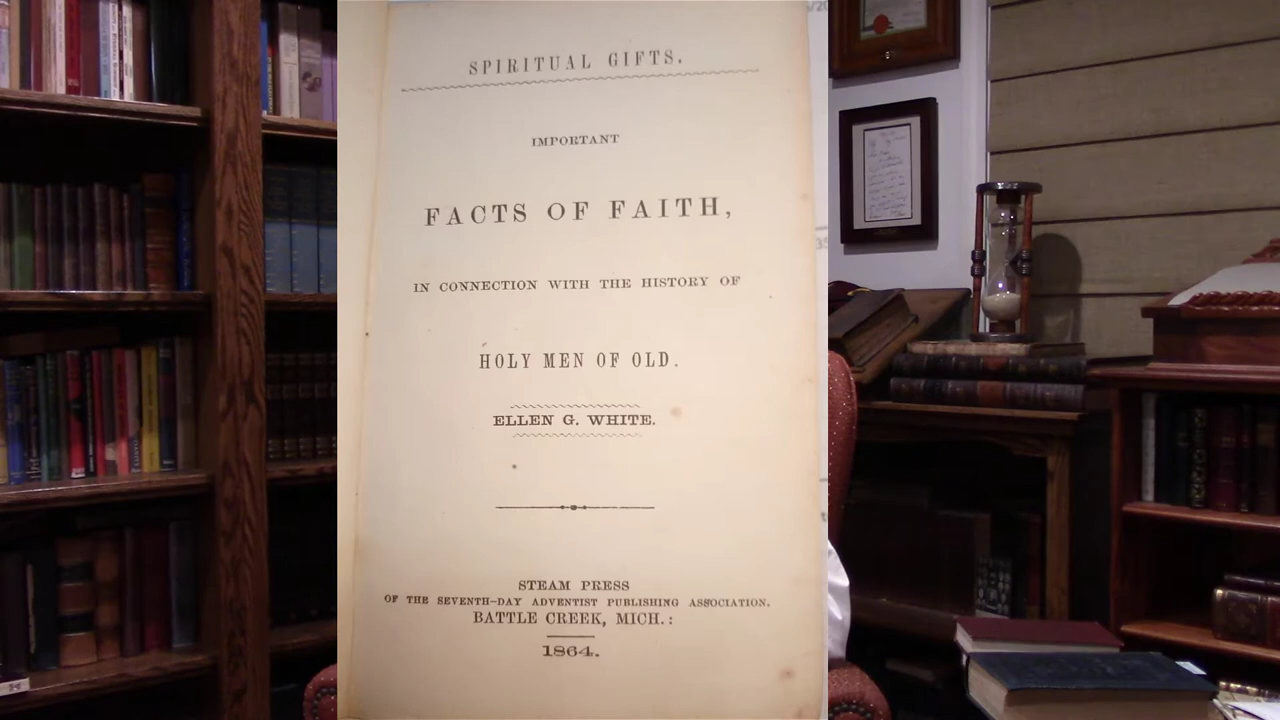 SPIRITUAL GIFTS.
IMPORTANT
FACTS OF FAITH,
IN CONNECTION WITH THE HISTORY OF
HOLY MEN OF OLD.
ELLEN G. WHITE.
STEAM PRESS
OF THE SEVENTH-DAY ADVENTIST PUBLISHING ASSOCIATION.
BATTLE CREEK, MICH.:
1864.